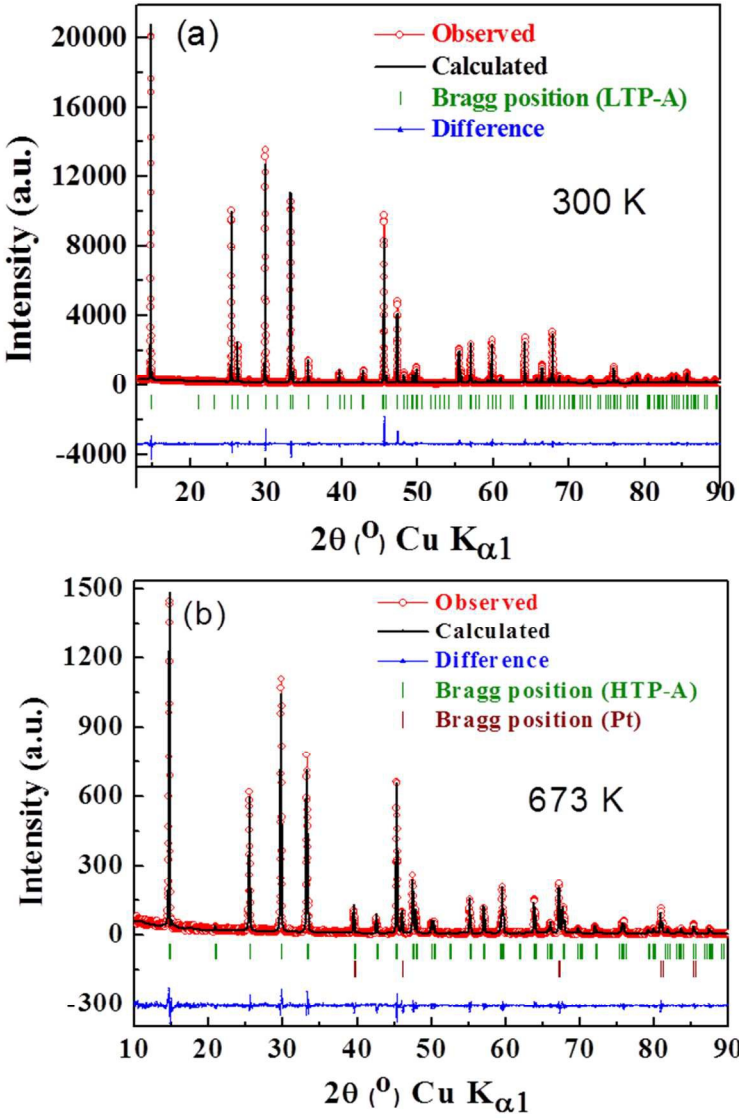 (a)
Observed
Calculated
Bragg position (LTP-A)
Difference
300 K
Intensity (a.u.)
20000
16000
12000
8000
4000
0
-4000
20 30 40 50 60 70 80 90
2θ (°) Cu Kα1
(b)
Observed
Calculated
Difference
Bragg position (HTP-A)
Bragg position (Pt)
673 K
Intensity (a.u.)
1500
1200
900
600
300
0
-300
10 20 30 40 50 60 70 80 90
2θ (°) Cu Kα1